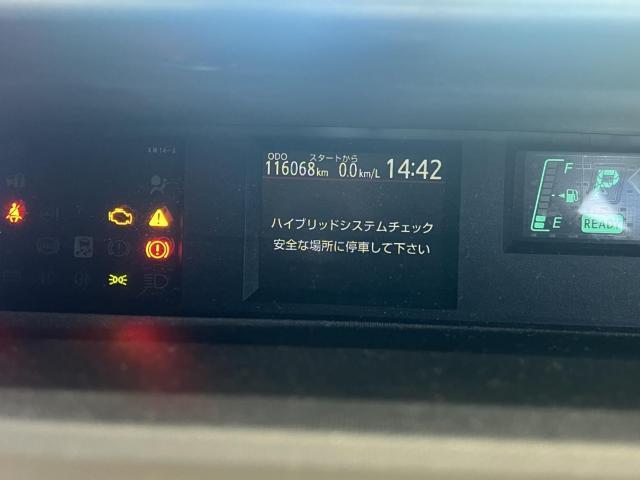 ODO スタートから
116068km 0.0km/L 14:42
ハイブリッドシステムチェック
安全な場所に停車して下さい
F
P
E READY